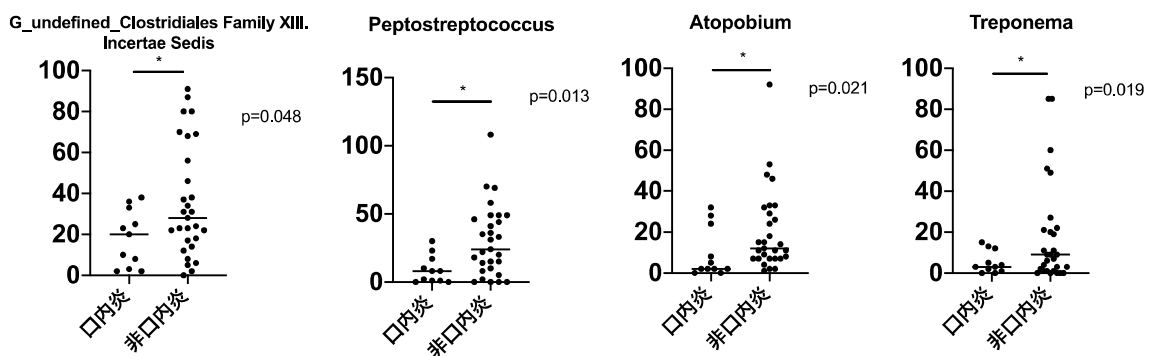 G_undefined_Clostridiales Family XIII.
Incertae Sedis
*
p=0.048
100
80
60
40
20
0
口内炎
非口内炎
Peptostreptococcus
*
p=0.013
150
100
50
0
口内炎
非口内炎
Atopobium
*
p=0.021
100
80
60
40
20
0
口内炎
非口内炎
Treponema
*
p=0.019
100
80
60
40
20
0
口内炎
非口内炎